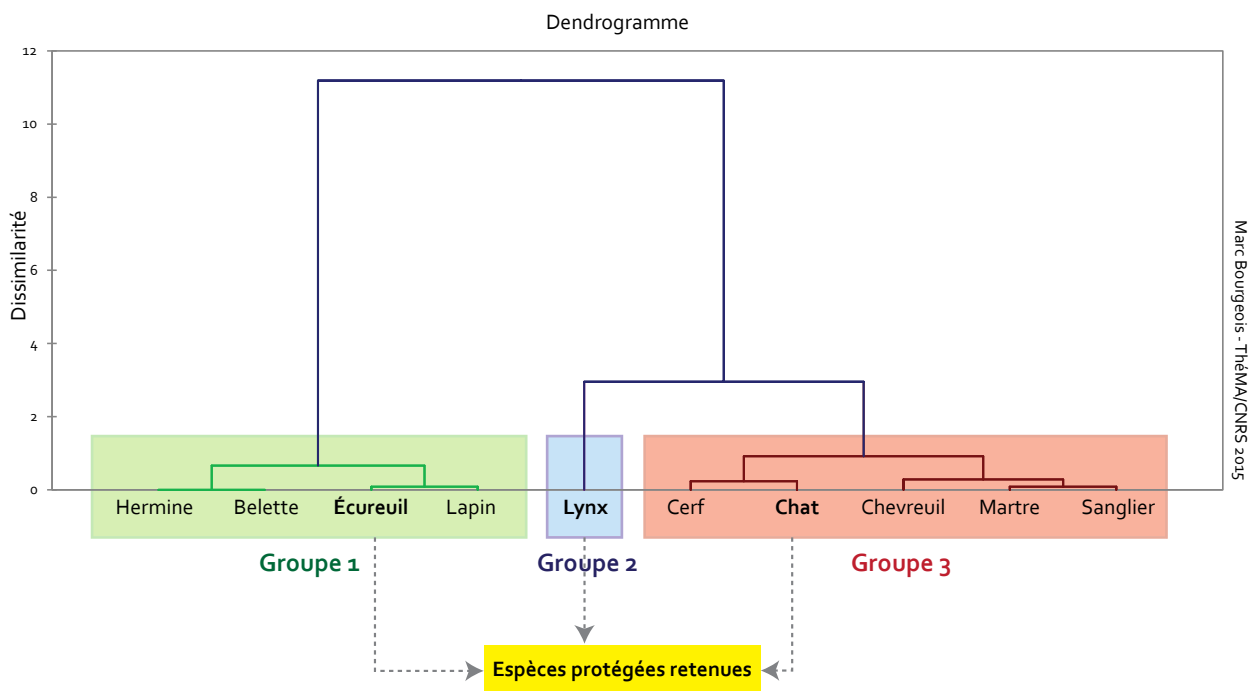 Dendrogramme
12
10
8
6
4
2
0
Dissimilarité
Marc Bourgeois - ThéMA/CNRS 2015
Hermine
Belette
Écureuil
Lapin
Lynx
Cerf
Chat
Chevreuil
Martre
Sanglier
Groupe 1
Groupe 2
Groupe 3
Espèces protégées retenues